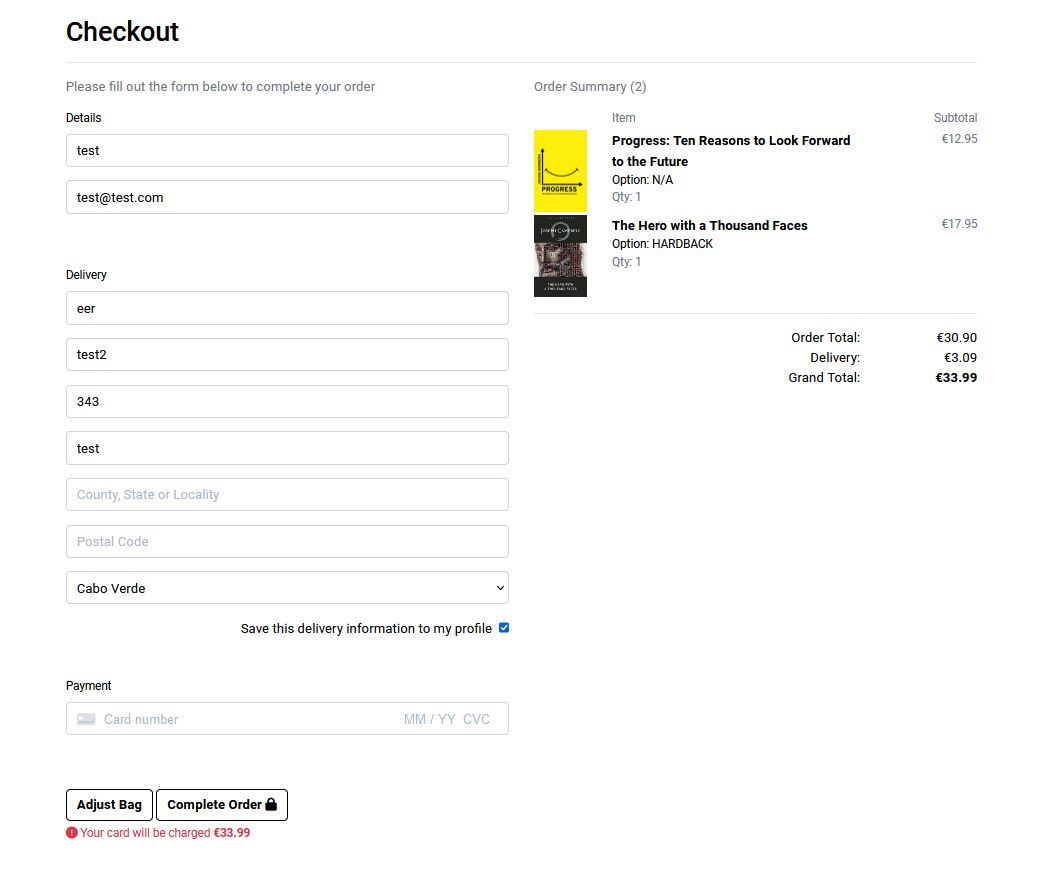 Checkout
Please fill out the form below to complete your order
Details
test
test@test.com
Delivery
eer
test2
343
test
County, State or Locality
Postal Code
Cabo Verde
Save this delivery information to my profile
Payment
Card number MM / YY CVC
Adjust Bag Complete Order
Your card will be charged €33.99
Order Summary (2)
Item Subtotal
PROGRESS
Progress: Ten Reasons to Look Forward €12.95
to the Future
Option: N/A
Qty: 1
JOSEPH CAMPBELL
THE HERO WITH
A THOUSAND FACES
The Hero with a Thousand Faces €17.95
Option: HARDBACK
Qty: 1
Order Total: €30.90
Delivery: €3.09
Grand Total: €33.99